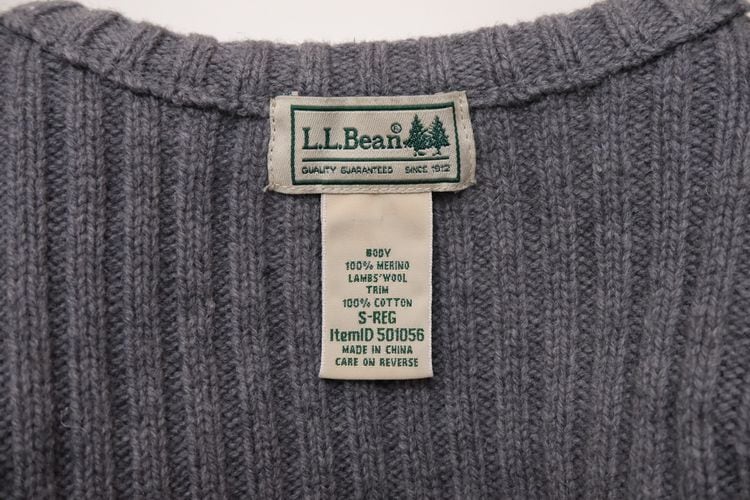 L.L.Bean®
QUALITY GUARANTEED SINCE 1912
BODY
100% MERINO
LAMBS' WOOL
TRIM
100% COTTON
S-REG
ItemID 501056
MADE IN CHINA
CARE ON REVERSE